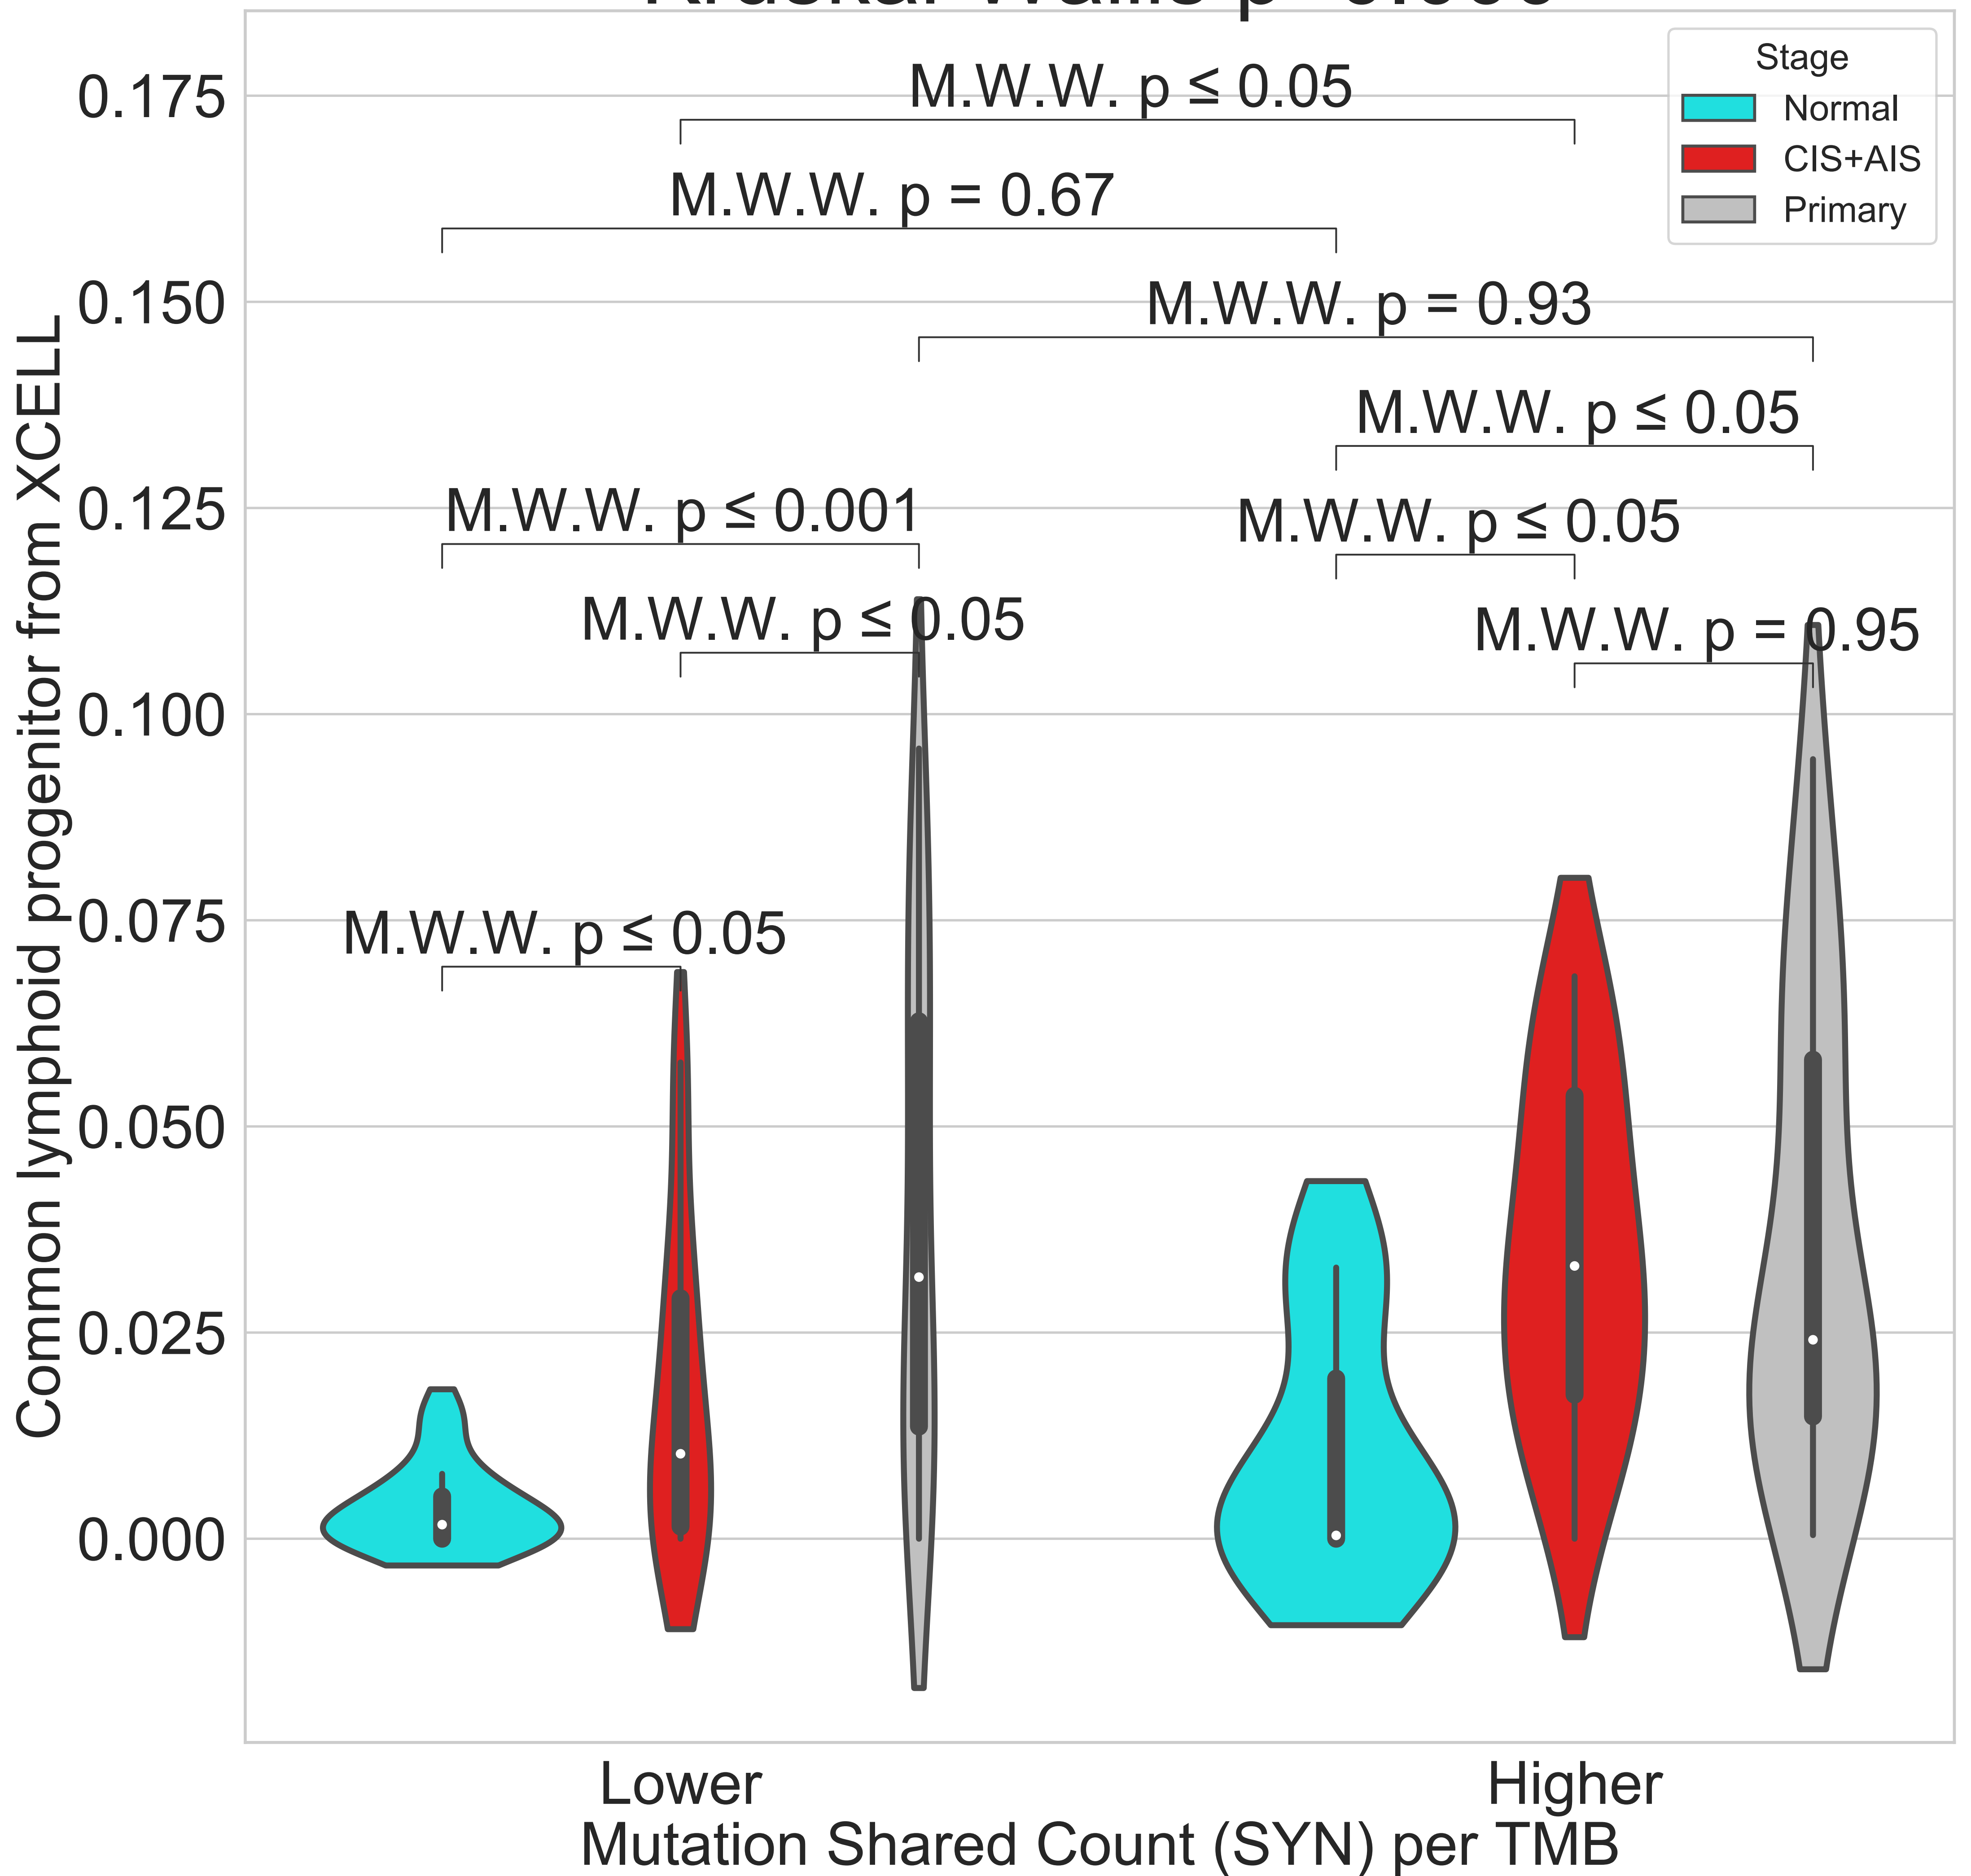 Stage
Normal
CIS+AIS
Primary
M.W.W. p ≤ 0.05
M.W.W. p = 0.67
M.W.W. p = 0.93
M.W.W. p ≤ 0.05
M.W.W. p ≤ 0.001
M.W.W. p ≤ 0.05
M.W.W. p ≤ 0.05
M.W.W. p = 0.95
M.W.W. p ≤ 0.05
0.175
0.150
0.125
0.100
0.075
0.050
0.025
0.000
Common lymphoid progenitor from XCELL
Lower
Higher
Mutation Shared Count (SYN) per TMB